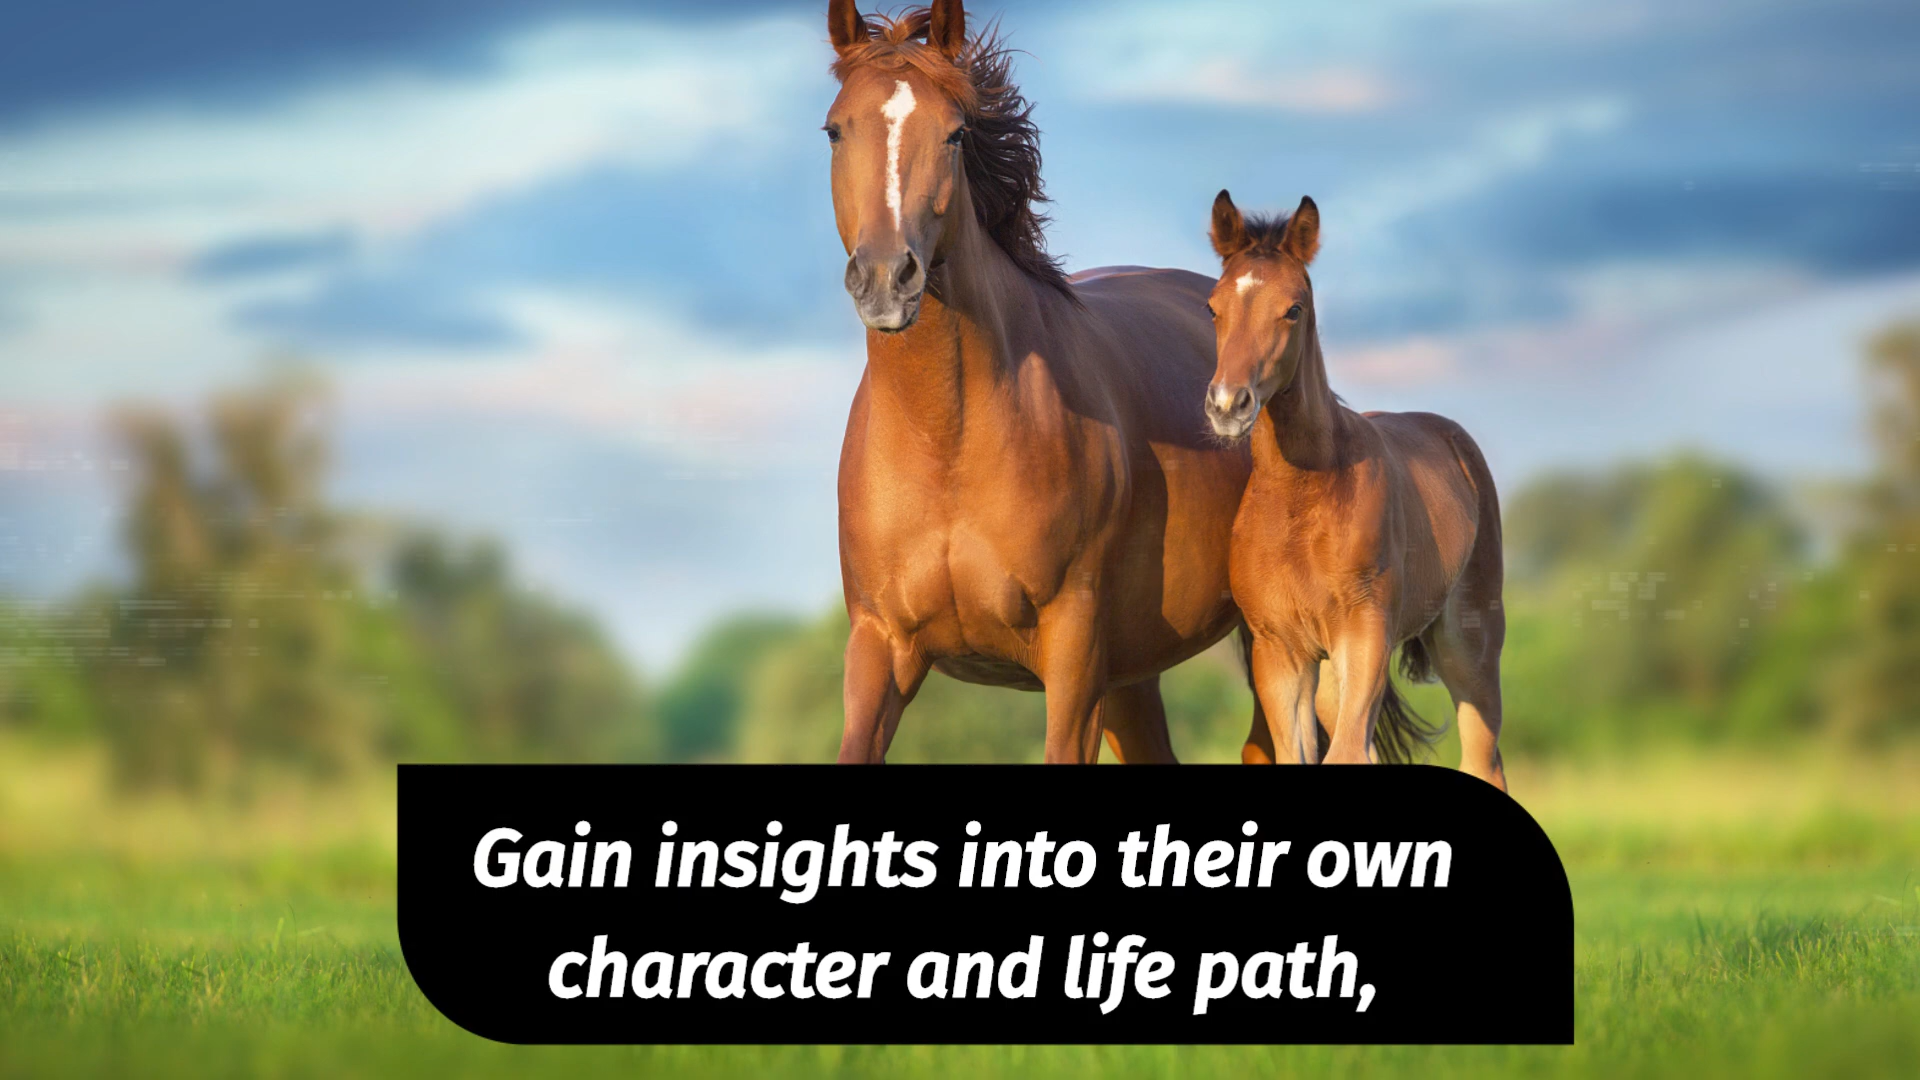 Gain insights into their own
character and life path,